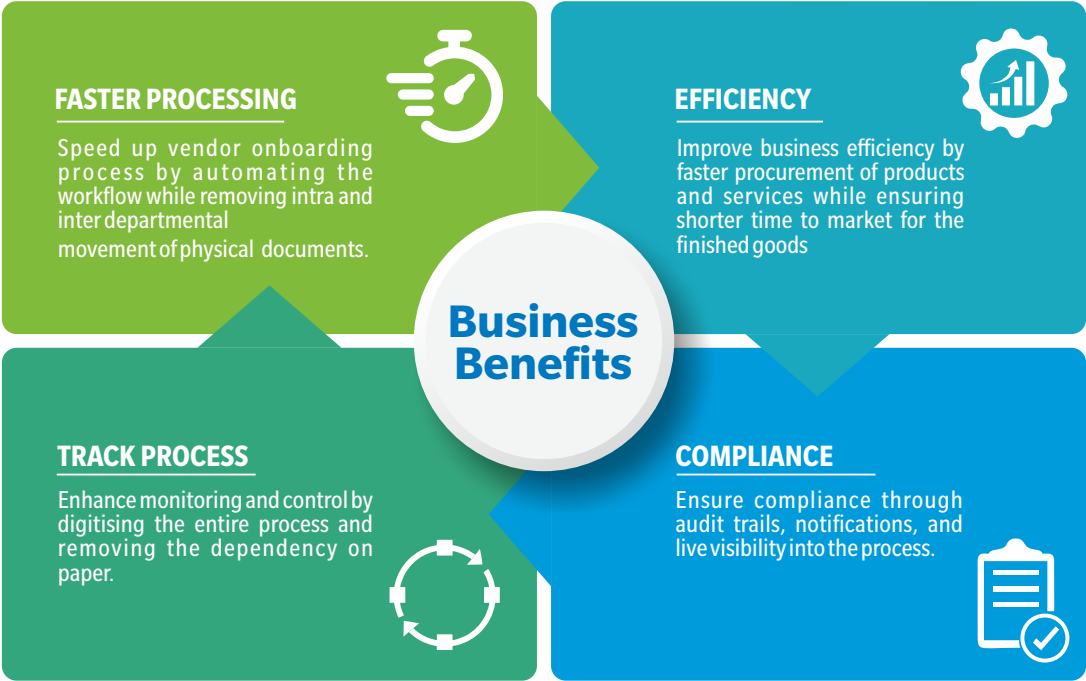 FASTER PROCESSING
Speed up vendor onboarding
process by automating the
workflow while removing intra and
inter departmental
movement of physical documents.
EFFICIENCY
Improve business efficiency by
faster procurement of products
and services while ensuring
shorter time to market for the
finished goods
Business
Benefits
TRACK PROCESS
Enhance monitoring and control by
digitising the entire process and
removing the dependency on
paper.
COMPLIANCE
Ensure compliance through
audit trails, notifications, and
live visibility into the process.